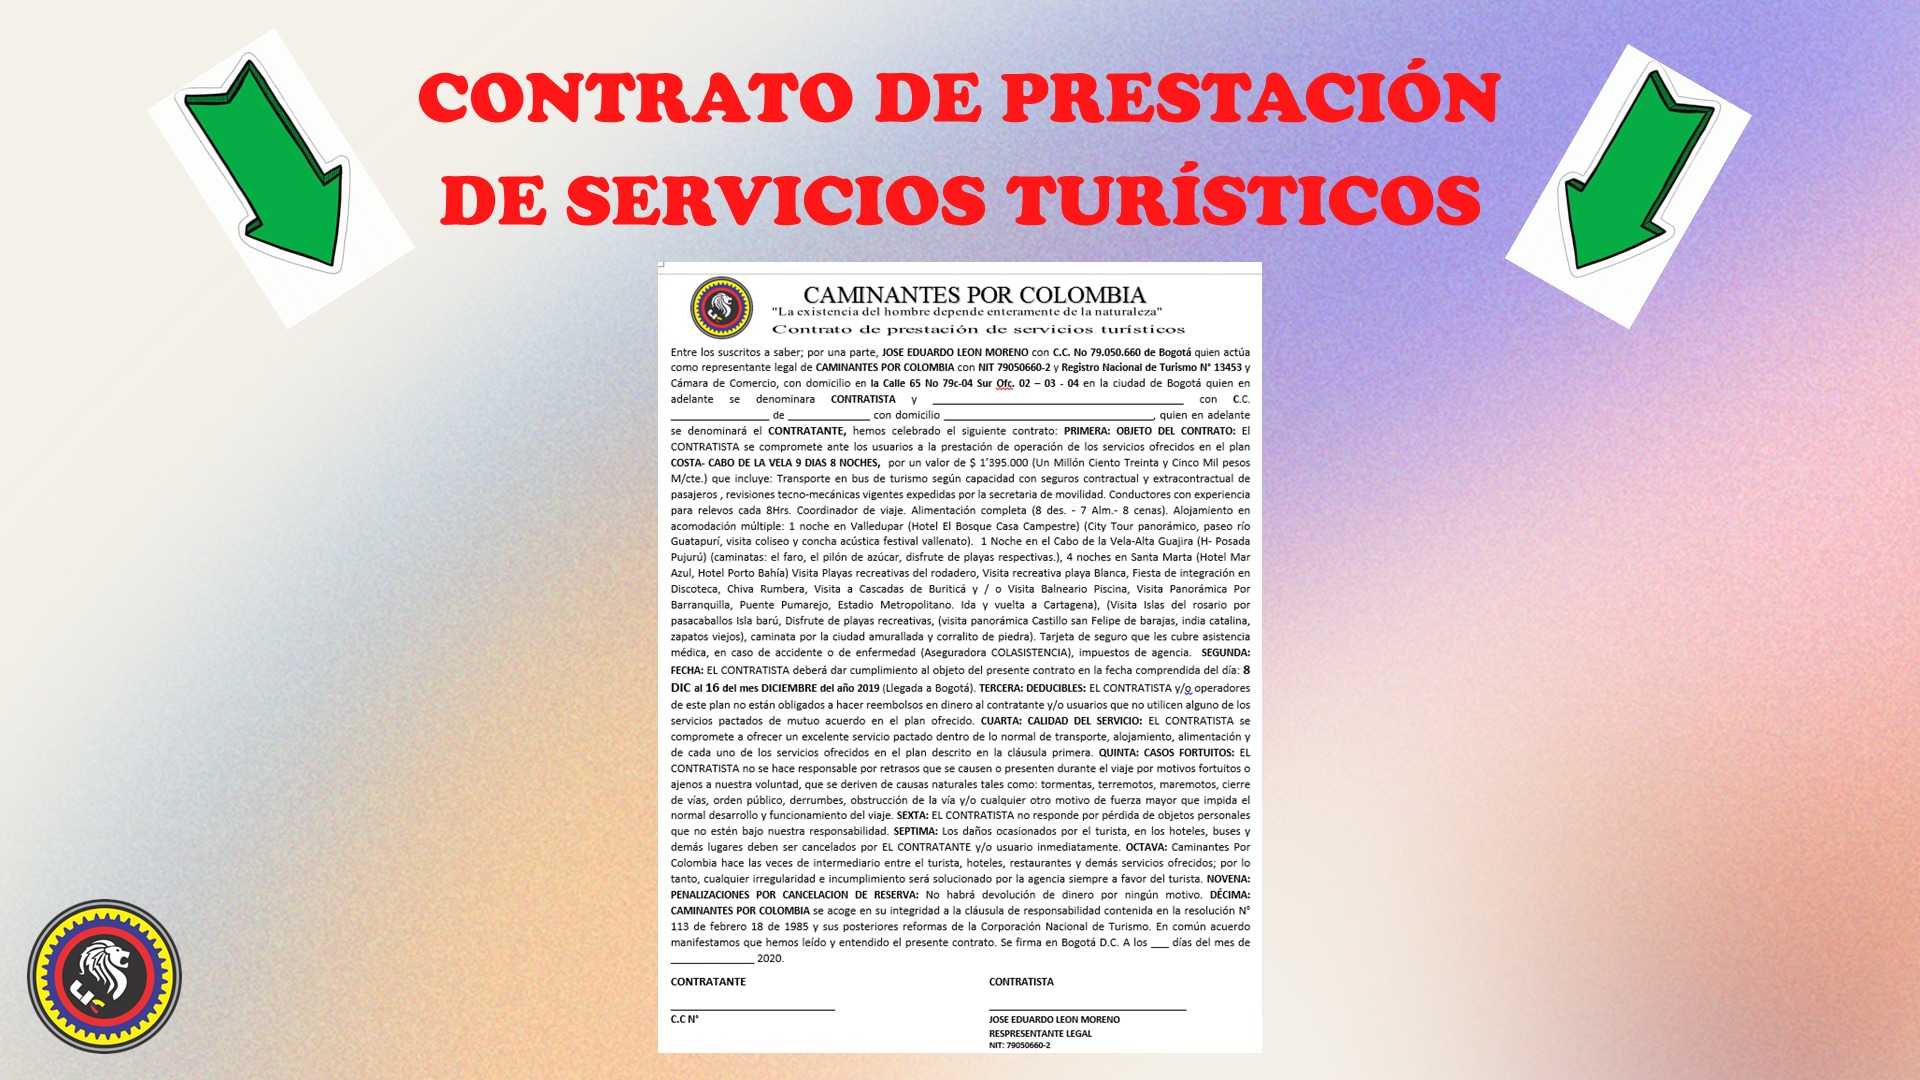 CONTRATO DE PRESTACIÓN
DE SERVICIOS TURÍSTICOS
CAMINANTES POR COLOMBIA
"La existencia del hombre depende enteramente de la naturaleza"
Contrato de prestación de servicios turísticos
Entre los suscritos a saber; por una parte, JOSE EDUARDO LEON MORENO con C.C. No 79.050.660 de Bogotá quien actúa
como representante legal de CAMINANTES POR COLOMBIA con NIT 79050660-2 y Registro Nacional de Turismo N° 13453 y
Cámara de Comercio, con domicilio en la Calle 65 No 79c-04 Sur Ofc. 02 – 03 - 04 en la ciudad de Bogotá quien en
adelante se denominara CONTRATISTA y ______________________ con C.C.
____________ de ____________ con domicilio ______________________, quien en adelante
se denominará el CONTRATANTE, hemos celebrado el siguiente contrato: PRIMERA: OBJETO DEL CONTRATO: El
CONTRATISTA se compromete ante los usuarios a la prestación de operación de los servicios ofrecidos en el plan
COSTA- CABO DE LA VELA 9 DIAS 8 NOCHES, por un valor de $ 1’395.000 (Un Millón Ciento Treinta y Cinco Mil pesos
M/cte.) que incluye: Transporte en bus de turismo según capacidad con seguros contractual y extracontractual de
pasajeros , revisiones tecno-mecánicas vigentes expedidas por la secretaria de movilidad. Conductores con experiencia
para relevos cada 8Hrs. Coordinador de viaje. Alimentación completa (8 des. - 7 Alm.- 8 cenas). Alojamiento en
acomodación múltiple: 1 noche en Valledupar (Hotel El Bosque Casa Campestre) (City Tour panorámico, paseo río
Guatapurí, visita coliseo y concha acústica festival vallenato). 1 Noche en el Cabo de la Vela-Alta Guajira (H- Posada
Pujurú) (caminatas: el faro, el pilón de azúcar, disfrute de playas respectivas.), 4 noches en Santa Marta (Hotel Mar
Azul, Hotel Porto Bahía) Visita Playas recreativas del rodadero, Visita recreativa playa Blanca, Fiesta de integración en
Discoteca, Chiva Rumbera, Visita a Cascadas de Buriticá y / o Visita Balneario Piscina, Visita Panorámica Por
Barranquilla, Puente Pumarejo, Estadio Metropolitano. Ida y vuelta a Cartagena), (Visita Islas del rosario por
pasacaballos Isla barú, Disfrute de playas recreativas, (visita panorámica Castillo san Felipe de barajas, india catalina,
zapatos viejos), caminata por la ciudad amurallada y corralito de piedra). Tarjeta de seguro que les cubre asistencia
médica, en caso de accidente o de enfermedad (Aseguradora COLASISTENCIA), impuestos de agencia. SEGUNDA:
FECHA: EL CONTRATISTA deberá dar cumplimiento al objeto del presente contrato en la fecha comprendida del día: 8
DIC al 16 del mes DICIEMBRE del año 2019 (Llegada a Bogotá). TERCERA: DEDUCIBLES: EL CONTRATISTA y/o operadores
de este plan no están obligados a hacer reembolsos en dinero al contratante y/o usuarios que no utilicen alguno de los
servicios pactados de mutuo acuerdo en el plan ofrecido. CUARTA: CALIDAD DEL SERVICIO: EL CONTRATISTA se
compromete a ofrecer un excelente servicio pactado dentro de lo normal de transporte, alojamiento, alimentación y
de cada uno de los servicios ofrecidos en el plan descrito en la cláusula primera. QUINTA: CASOS FORTUITOS: EL
CONTRATISTA no se hace responsable por retrasos que se causen o presenten durante el viaje por motivos fortuitos o
ajenos a nuestra voluntad, que se deriven de causas naturales tales como: tormentas, terremotos, maremotos, cierre
de vías, orden público, derrumbes, obstrucción de la vía y/o cualquier otro motivo de fuerza mayor que impida el
normal desarrollo y funcionamiento del viaje. SEXTA: EL CONTRATISTA no responde por pérdida de objetos personales
que no estén bajo nuestra responsabilidad. SEPTIMA: Los daños ocasionados por el turista, en los hoteles, buses y
demás lugares deben ser cancelados por EL CONTRATANTE y/o usuario inmediatamente. OCTAVA: Caminantes Por
Colombia hace las veces de intermediario entre el turista, hoteles, restaurantes y demás servicios ofrecidos; por lo
tanto, cualquier irregularidad e incumplimiento será solucionado por la agencia siempre a favor del turista. NOVENA:
PENALIZACIONES POR CANCELACION DE RESERVA: No habrá devolución de dinero por ningún motivo. DÉCIMA:
CAMINANTES POR COLOMBIA se acoge en su integridad a la cláusula de responsabilidad contenida en la resolución N°
113 de febrero 18 de 1985 y sus posteriores reformas de la Corporación Nacional de Turismo. En común acuerdo
manifestamos que hemos leído y entendido el presente contrato. Se firma en Bogotá D.C. A los ___ días del mes de
____________ 2020.
CONTRATANTE CONTRATISTA
C.C N° JOSE EDUARDO LEON MORENO
RESPRESENTANTE LEGAL
NIT: 79050660-2